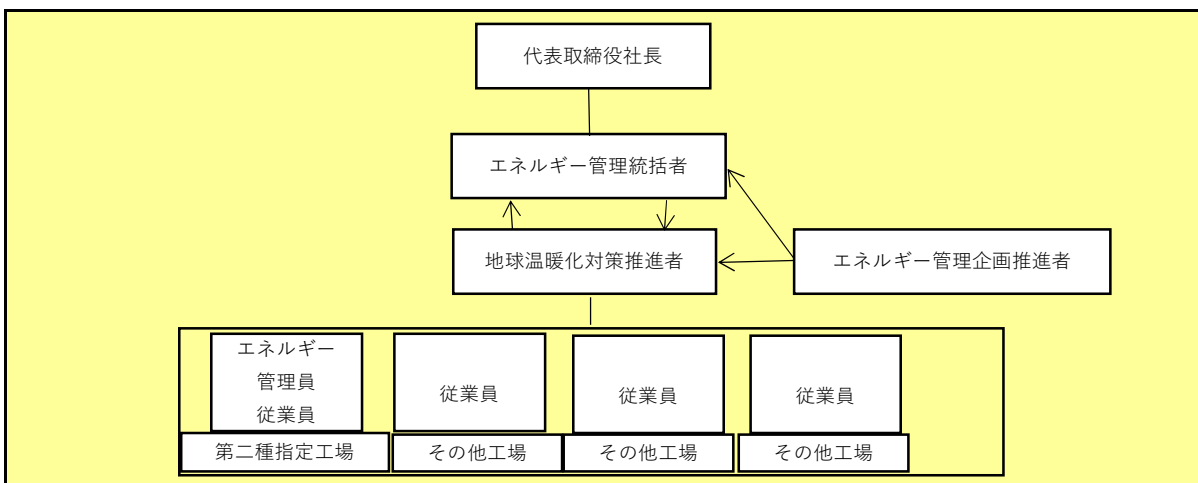 代表取締役社長
エネルギー管理統括者
地球温暖化対策推進者
エネルギー管理企画推進者
エネルギー
管理員
従業員
従業員
従業員
従業員
第二種指定工場
その他工場
その他工場
その他工場